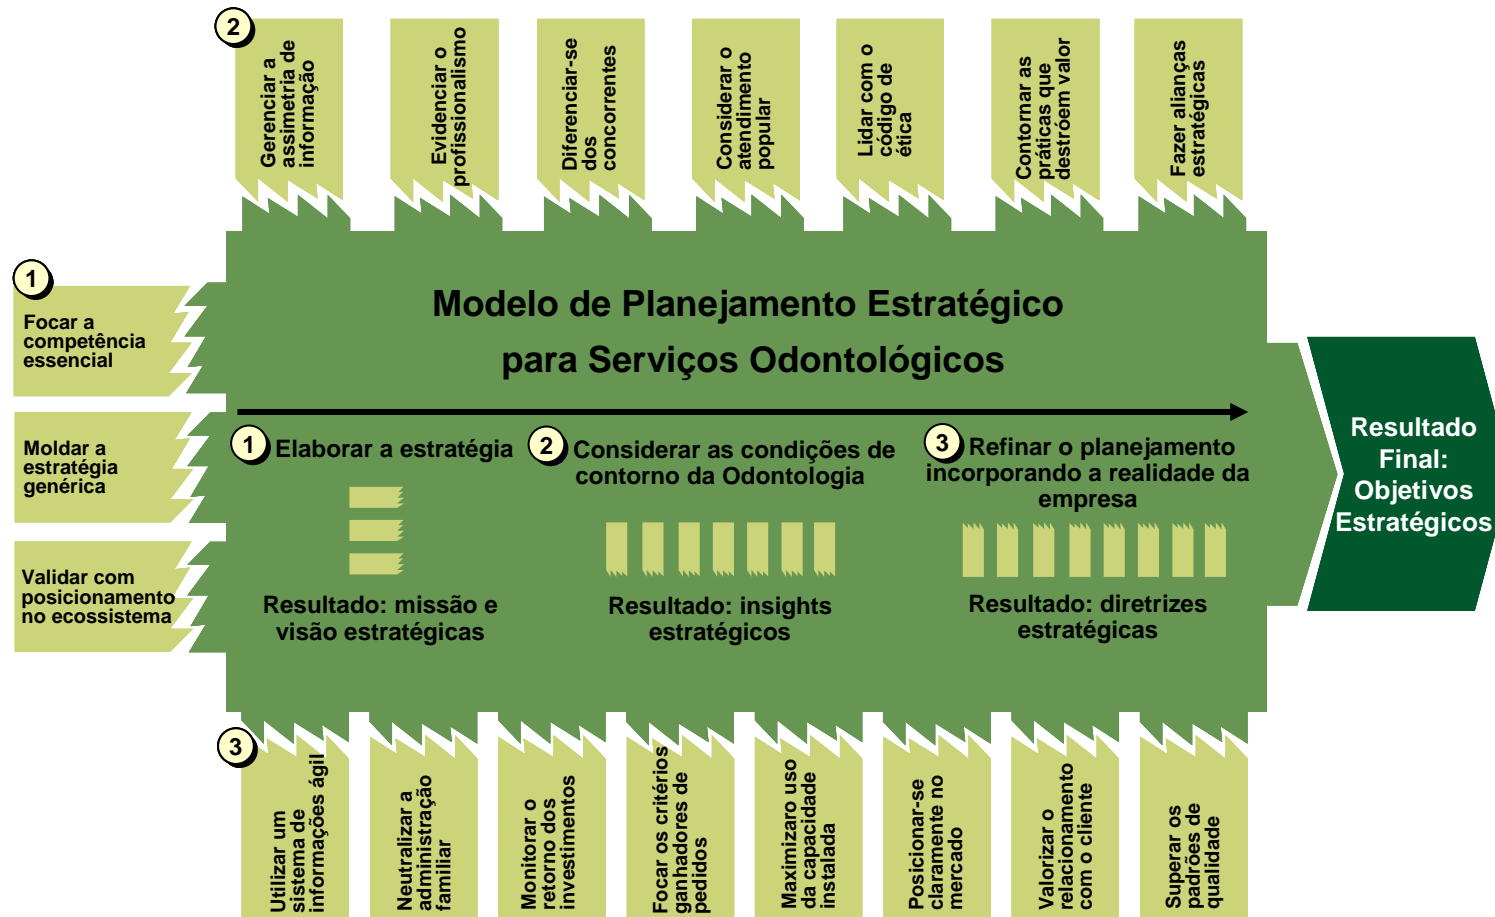 2
Gerenciar a
assimetria de
informação
Evidenciar o
profissionalismo
Diferenciar-se
dos
concorrentes
Considerar o
atendimento
popular
Lidar com o
código de
ética
Contornar as
práticas que
destróem valor
Fazer alianças
estratégicas
1
Focar a
competência
essencial
Moldar a
estratégia
genérica
Validar com
posicionamento
no ecossistema
Modelo de Planejamento Estratégico
para Serviços Odontológicos
1 Elaborar a estratégia
Resultado: missão e
visão estratégicas
2 Considerar as condições de
contorno da Odontologia
Resultado: insights
estratégicos
3 Refinar o planejamento
incorporando a realidade da
empresa
Resultado: diretrizes
estratégicas
Resultado
Final:
Objetivos
Estratégicos
3
Utilizar um
sistema de
informações ágil
Neutralizar a
administração
familiar
Monitorar o
retorno dos
investimentos
Focar os critérios
ganhadores de
pedidos
Maximizaro uso
da capacidade
instalada
Posicionar-se
claramente no
mercado
Valorizar o
relacionamento
com o cliente
Superar os
padrões de
qualidade